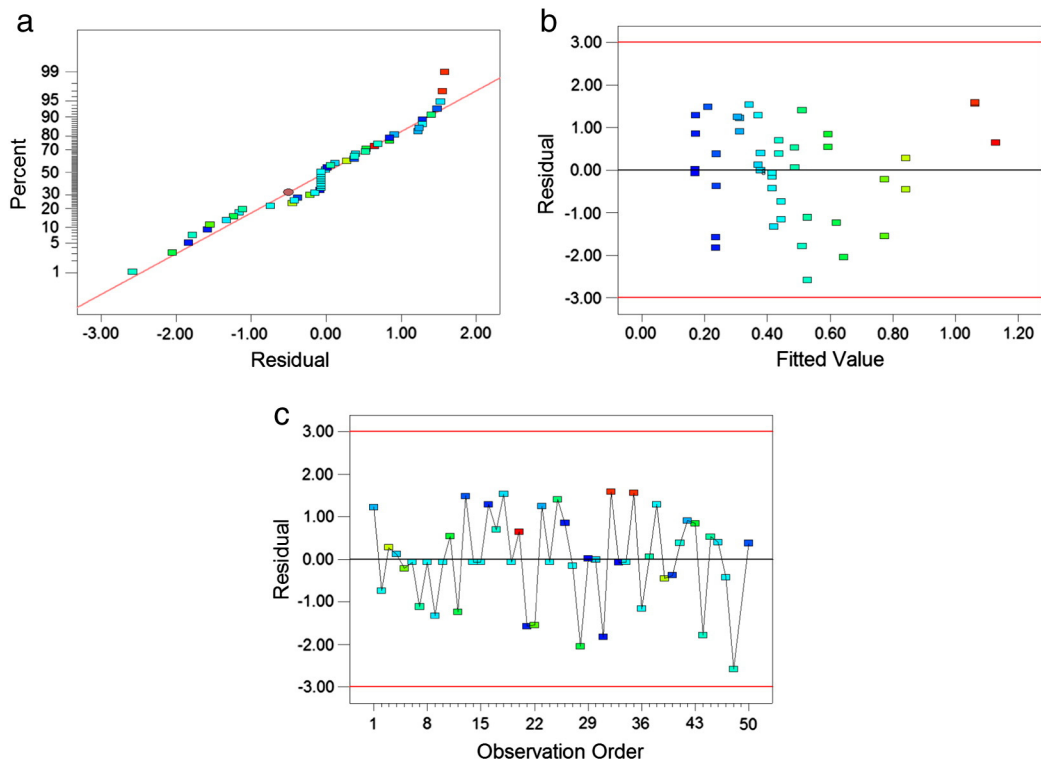 a
99
95
90
80
70
50
30
20
10
5
1
Percent
-3.00 -2.00 -1.00 0.00 1.00 2.00
Residual
b
3.00
2.00
1.00
0.00
-1.00
-2.00
-3.00
Residual
0.00 0.20 0.40 0.60 0.80 1.00 1.20
Fitted Value
c
3.00
2.00
1.00
0.00
-1.00
-2.00
-3.00
Residual
1 8 15 22 29 36 43 50
Observation Order